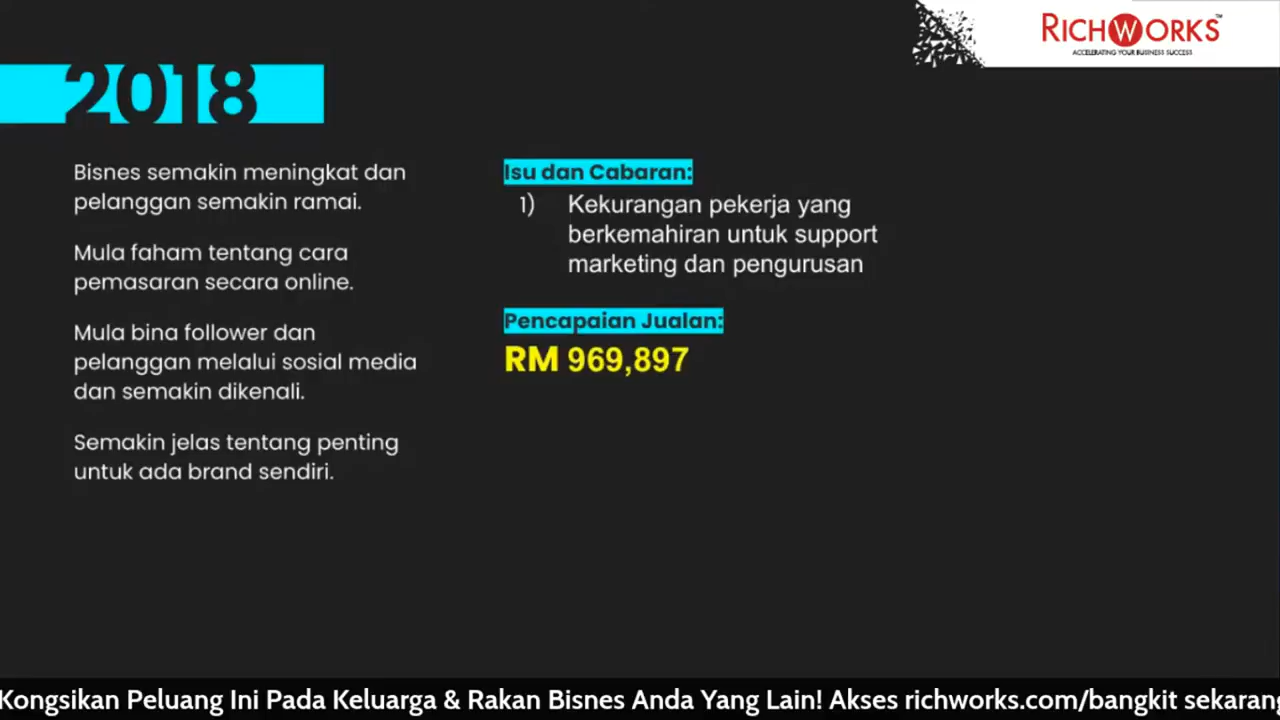 RICHWORKS™
ACCELERATING YOUR BUSINESS SUCCESS
2018
Bisnes semakin meningkat dan
pelanggan semakin ramai.
Mula faham tentang cara
pemasaran secara online.
Mula bina follower dan
pelanggan melalui sosial media
dan semakin dikenali.
Semakin jelas tentang penting
untuk ada brand sendiri.
Isu dan Cabaran:
1) Kekurangan pekerja yang
berkemahiran untuk support
marketing dan pengurusan
Pencapaian Jualan:
RM 969,897
Kongsikan Peluang Ini Pada Keluarga & Rakan Bisnes Anda Yang Lain! Akses richworks.com/bangkit sekarang